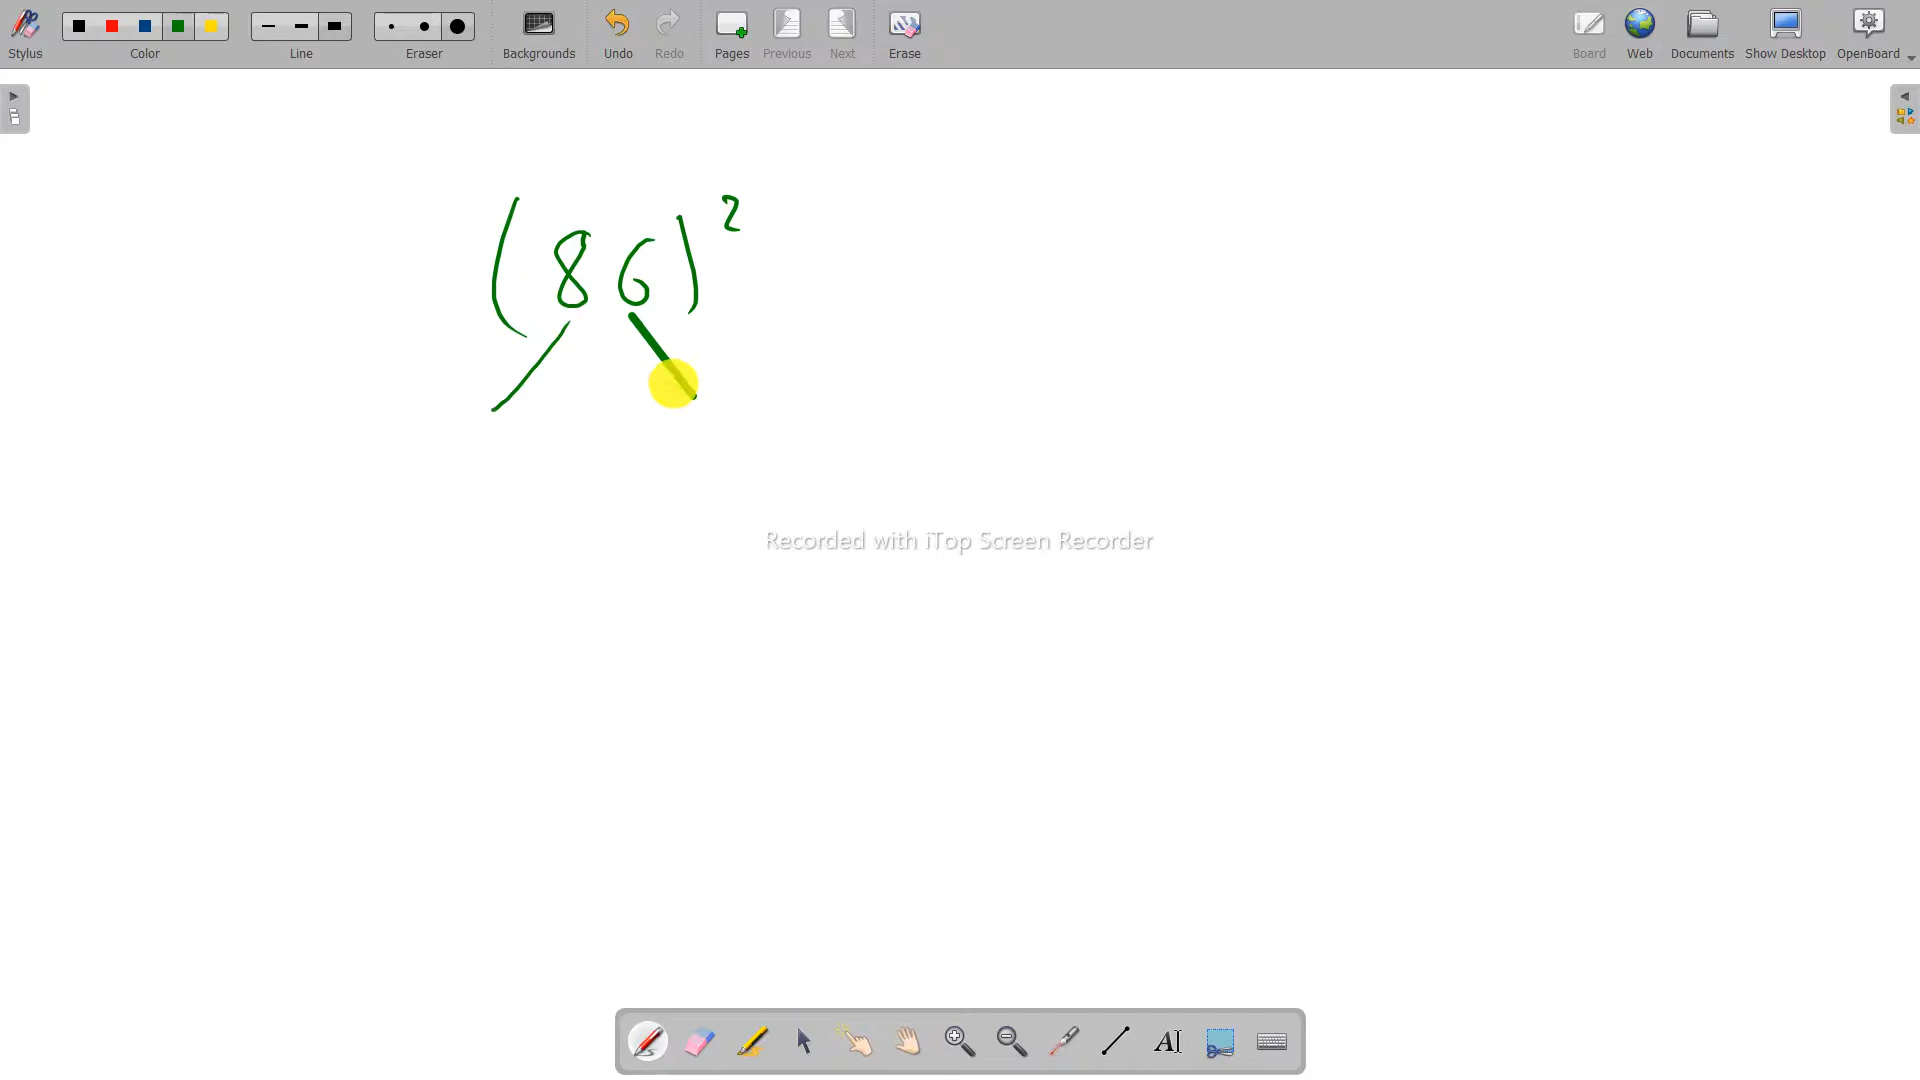 Stylus Color Line Eraser Backgrounds Undo Redo Pages Previous Next Erase Board Web Documents Show Desktop OpenBoard
(86)²
Recorded with iTop Screen Recorder
AI